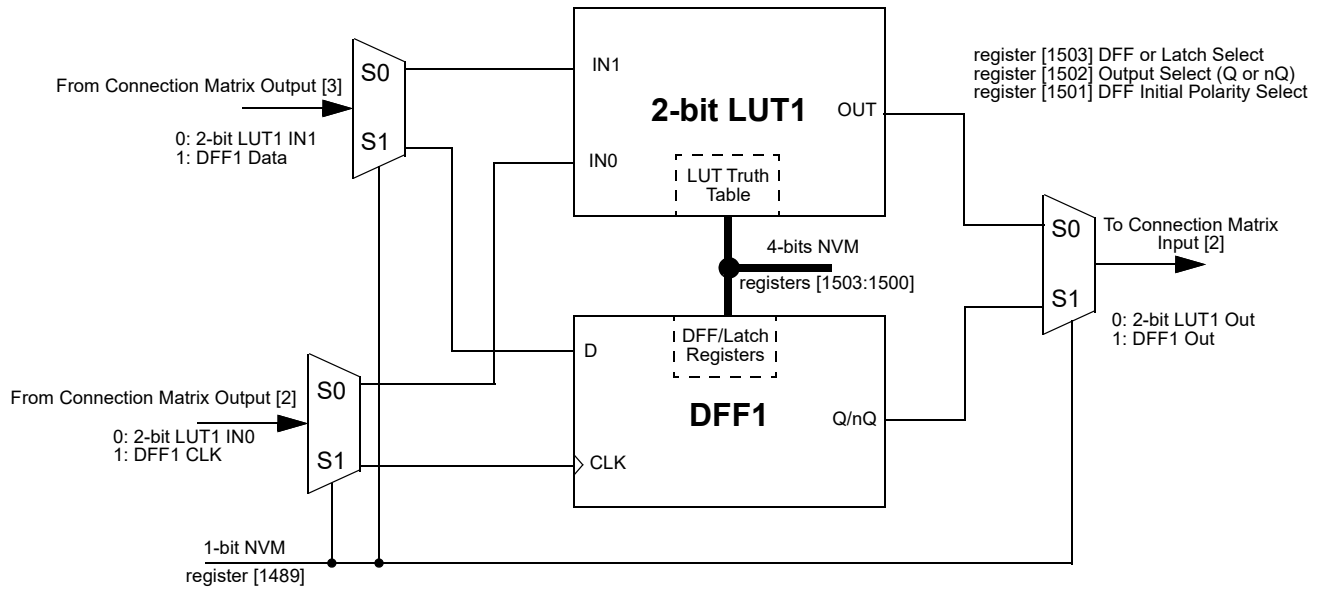 register [1503] DFF or Latch Select
register [1502] Output Select (Q or nQ)
register [1501] DFF Initial Polarity Select
From Connection Matrix Output [3]
0: 2-bit LUT1 IN1
1: DFF1 Data
S0
S1
IN1
2-bit LUT1
OUT
IN0
LUT Truth
Table
4-bits NVM
registers [1503:1500]
To Connection Matrix
Input [2]
S0
S1
0: 2-bit LUT1 Out
1: DFF1 Out
From Connection Matrix Output [2]
0: 2-bit LUT1 IN0
1: DFF1 CLK
S0
S1
D
DFF/Latch
Registers
DFF1
Q/nQ
CLK
1-bit NVM
register [1489]